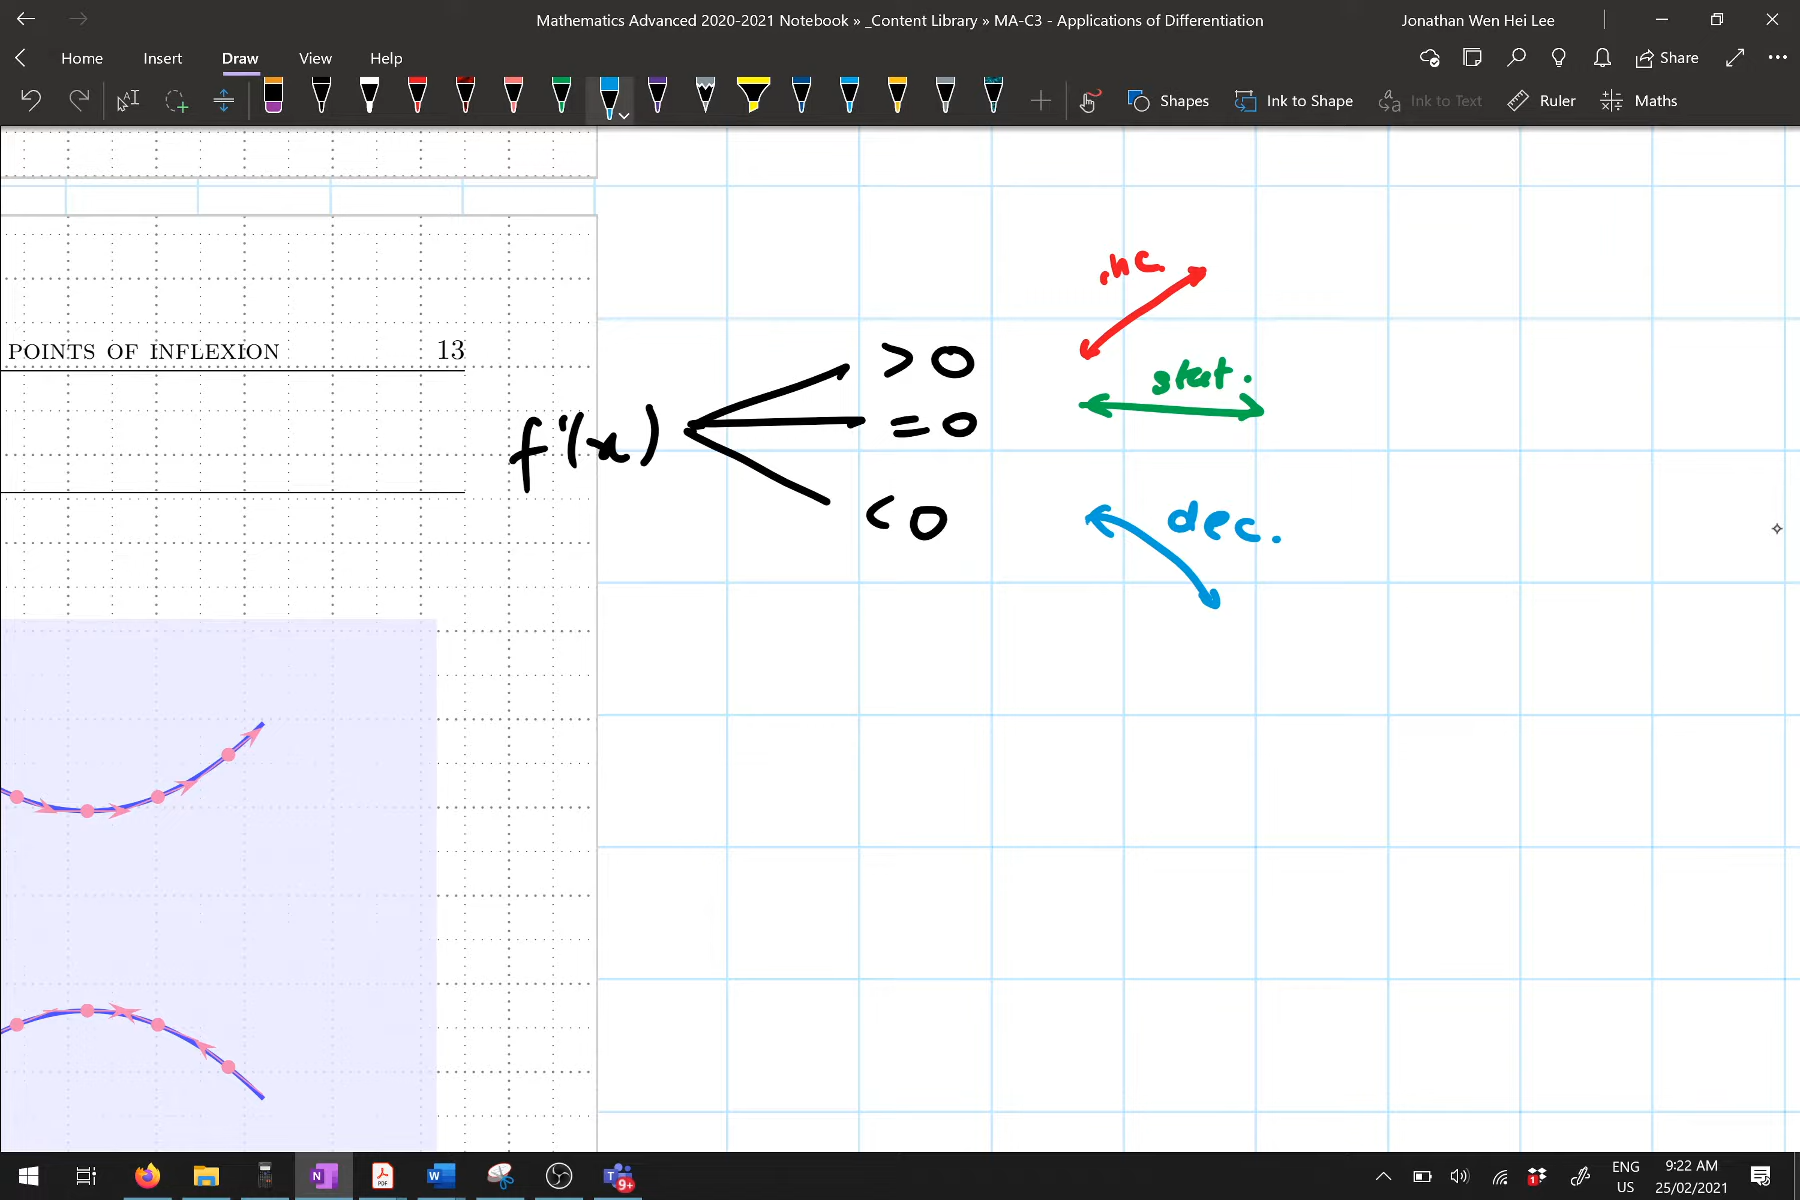 Mathematics Advanced 2020-2021 Notebook » _Content Library » MA-C3 - Applications of Differentiation
Jonathan Wen Hei Lee
Home Insert Draw View Help
Share
Shapes Ink to Shape Ink to Text Ruler Maths
inc.
POINTS OF INFLEXION 13
> 0
stat.
f'(x)
= 0
< 0
dec.
ENG
US
9:22 AM
25/02/2021
9+
1